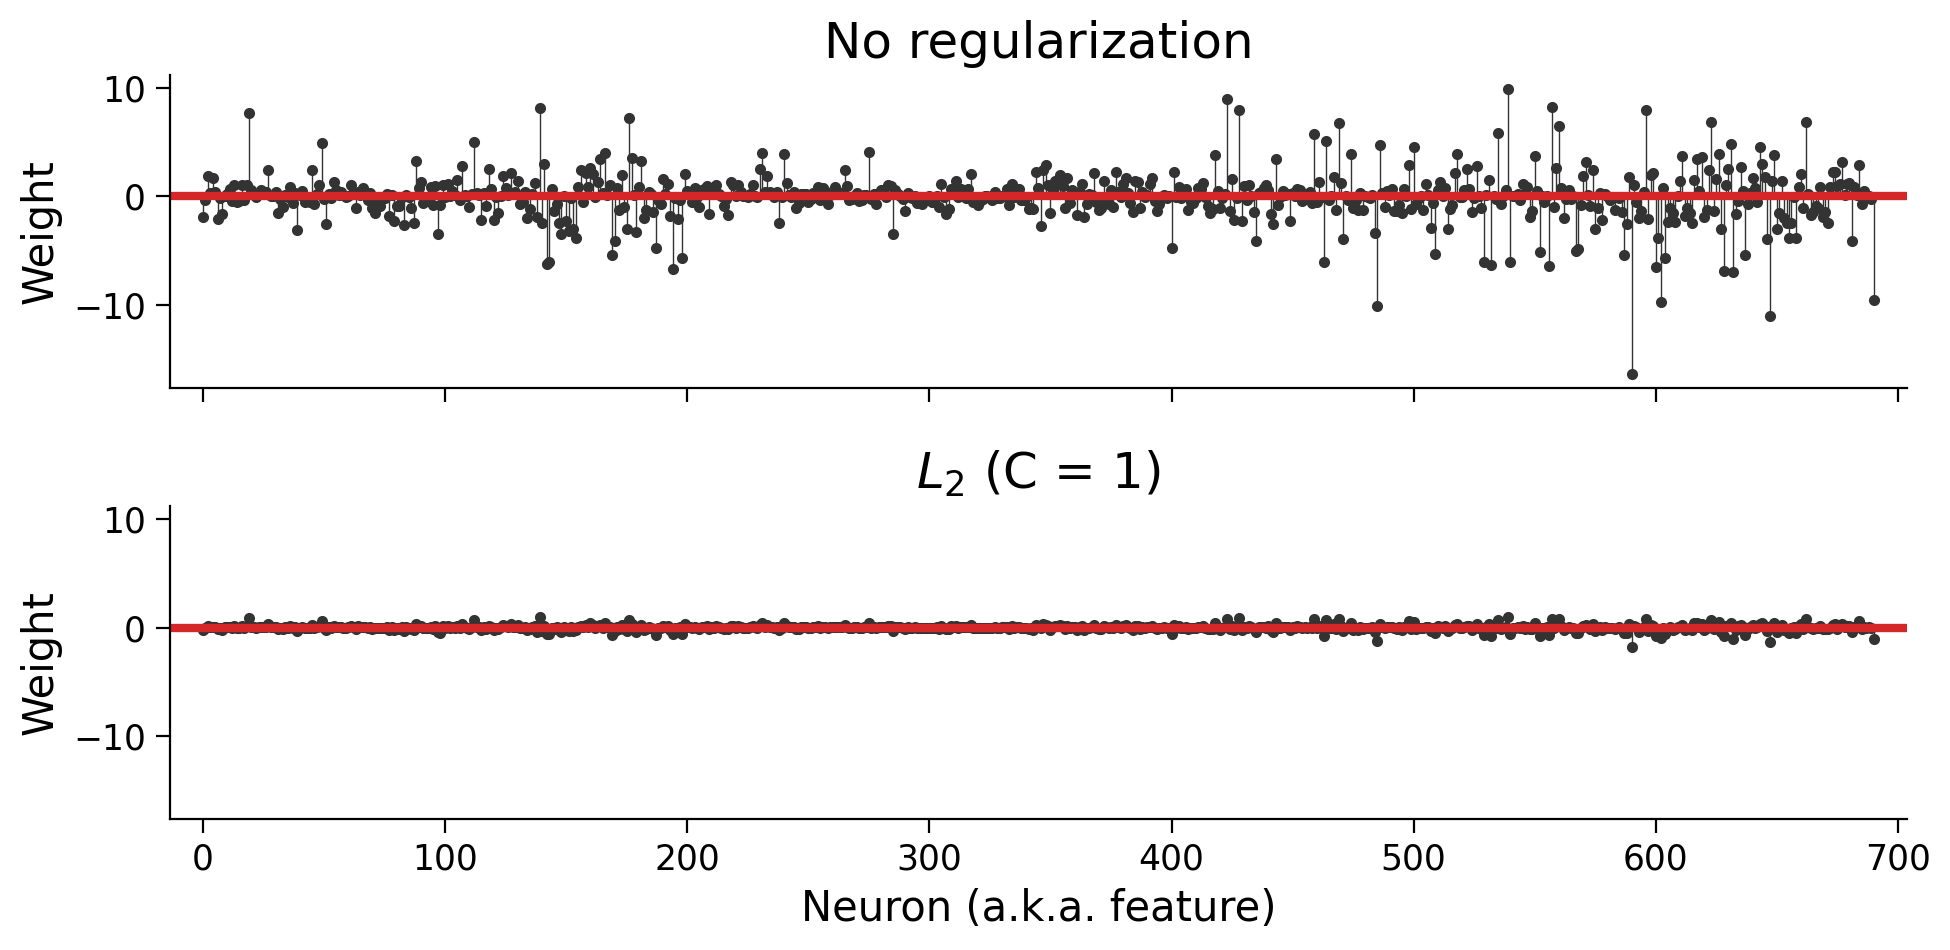 No regularization
10
0
−10
Weight
L₂ (C = 1)
10
0
−10
Weight
0 100 200 300 400 500 600 700
Neuron (a.k.a. feature)